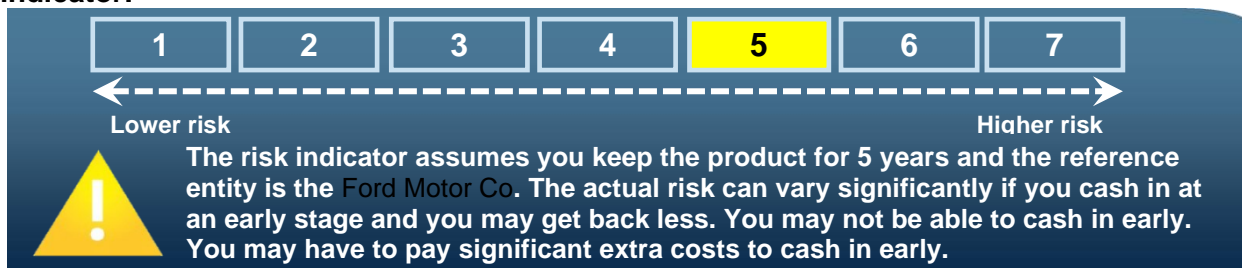 1 2 3 4 5 6 7
Lower risk Higher risk
The risk indicator assumes you keep the product for 5 years and the reference
entity is the Ford Motor Co. The actual risk can vary significantly if you cash in at
an early stage and you may get back less. You may not be able to cash in early.
You may have to pay significant extra costs to cash in early.